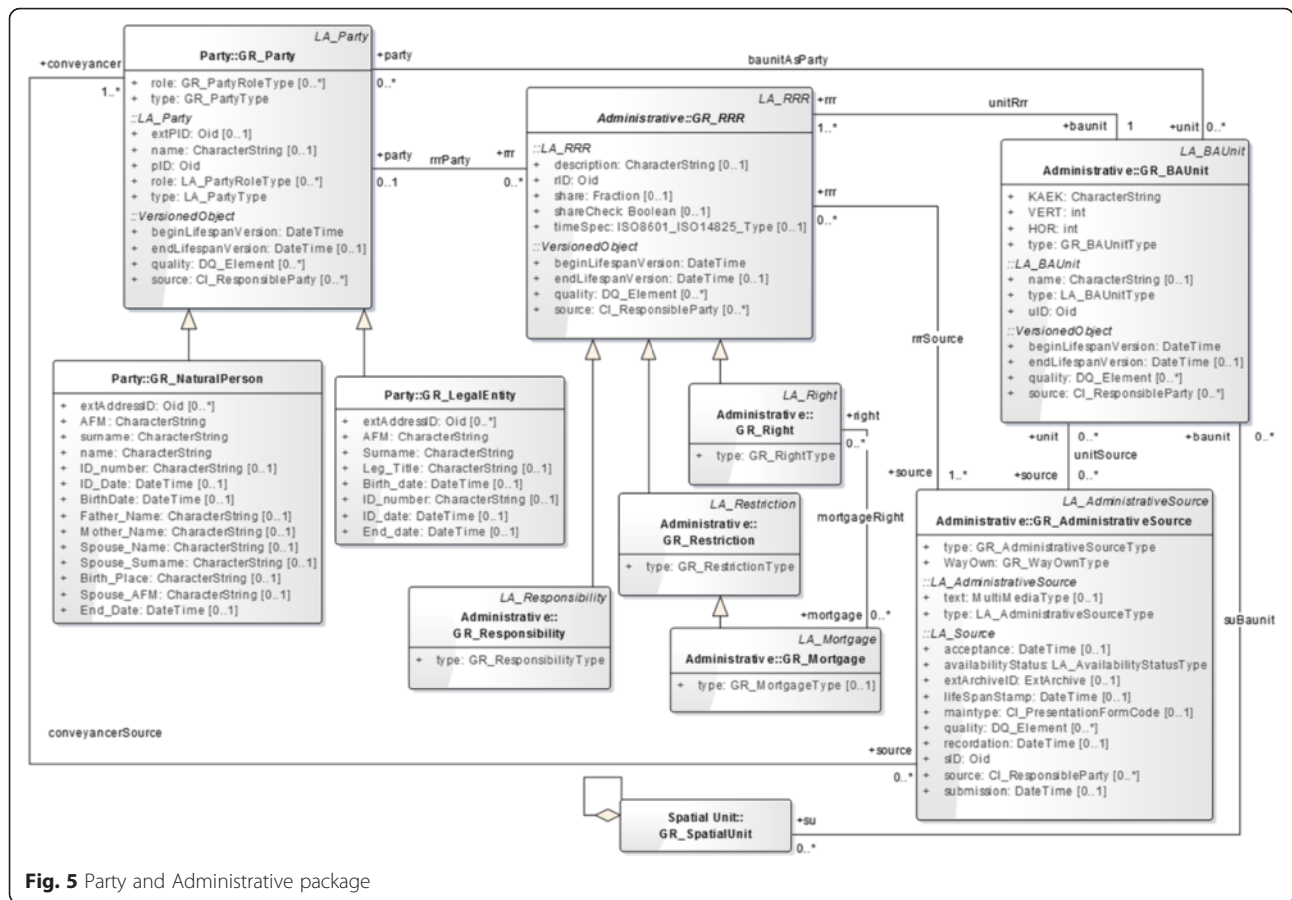 LA_Party
Party::GR_Party
+ role: GR_PartyRoleType [0..*]
+ type: GR_PartyType
::LA_Party
+ extPID: Oid [0..1]
+ name: CharacterString [0..1]
+ pID: Oid
+ role: LA_PartyRoleType [0..*]
+ type: LA_PartyType
::VersionedObject
+ beginLifespanVersion: DateTime
+ endLifespanVersion: DateTime [0..1]
+ quality: DQ_Element [0..*]
+ source: CI_ResponsibleParty [0..*]
+conveyancer
1..*
+party
0..*
baunitAsParty
+unit 0..*
+party
0..1
rrrParty
+rrr
0..*
LA_RRR
Administrative::GR_RRR
::LA_RRR
+ description: CharacterString [0..1]
+ rID: Oid
+ share: Fraction [0..1]
+ shareCheck: Boolean [0..1]
+ timeSpec: ISO8601_ISO14825_Type [0..1]
::VersionedObject
+ beginLifespanVersion: DateTime
+ endLifespanVersion: DateTime [0..1]
+ quality: DQ_Element [0..*]
+ source: CI_ResponsibleParty [0..*]
+rrr
1..*
unitRrr
+baunit 1
+rrr
0..*
rrrSource
+source 1..*
LA_BAUnit
Administrative::GR_BAUnit
+ KAEK: CharacterString
+ VERT: int
+ HOR: int
+ type: GR_BAUnitType
::LA_BAUnit
+ name: CharacterString [0..1]
+ type: LA_BAUnitType
+ uID: Oid
::VersionedObject
+ beginLifespanVersion: DateTime
+ endLifespanVersion: DateTime [0..1]
+ quality: DQ_Element [0..*]
+ source: CI_ResponsibleParty [0..*]
+unit 0..*
unitSource
+source 0..*
+baunit 0..*
suBaunit
Party::GR_NaturalPerson
+ extAddressID: Oid [0..*]
+ AFM: CharacterString
+ surname: CharacterString
+ name: CharacterString
+ ID_number: CharacterString [0..1]
+ ID_Date: DateTime [0..1]
+ BirthDate: DateTime [0..1]
+ Father_Name: CharacterString [0..1]
+ Mother_Name: CharacterString [0..1]
+ Spouse_Name: CharacterString [0..1]
+ Spouse_Surname: CharacterString [0..1]
+ Birth_Place: CharacterString [0..1]
+ Spouse_AFM: CharacterString [0..1]
+ End_Date: DateTime [0..1]
Party::GR_LegalEntity
+ extAddressID: Oid [0..*]
+ AFM: CharacterString
+ Surname: CharacterString
+ Leg_Title: CharacterString [0..1]
+ Birth_date: DateTime [0..1]
+ ID_number: CharacterString [0..1]
+ ID_date: DateTime [0..1]
+ End_date: DateTime [0..1]
LA_Right
Administrative::
GR_Right
+ type: GR_RightType
+right
0..*
mortgageRight
+mortgage 0..*
LA_Restriction
Administrative::
GR_Restriction
+ type: GR_RestrictionType
LA_Responsibility
Administrative::
GR_Responsibility
+ type: GR_ResponsibilityType
LA_Mortgage
Administrative::GR_Mortgage
+ type: GR_MortgageType [0..1]
LA_AdministrativeSource
Administrative::GR_AdministrativeSource
+ type: GR_AdministrativeSourceType
+ WayOwn: GR_WayOwnType
::LA_AdministrativeSource
+ text: MultiMediaType [0..1]
+ type: LA_AdministrativeSourceType
::LA_Source
+ acceptance: DateTime [0..1]
+ availabilityStatus: LA_AvailabilityStatusType
+ extArchiveID: ExtArchive [0..1]
+ lifeSpanStamp: DateTime [0..1]
+ maintype: CI_PresentationFormCode [0..1]
+ quality: DQ_Element [0..*]
+ recordation: DateTime [0..1]
+ sID: Oid
+ source: CI_ResponsibleParty [0..*]
+ submission: DateTime [0..1]
conveyancerSource
+source
0..*
Spatial Unit::
GR_SpatialUnit
+su
0..*
Fig. 5 Party and Administrative package